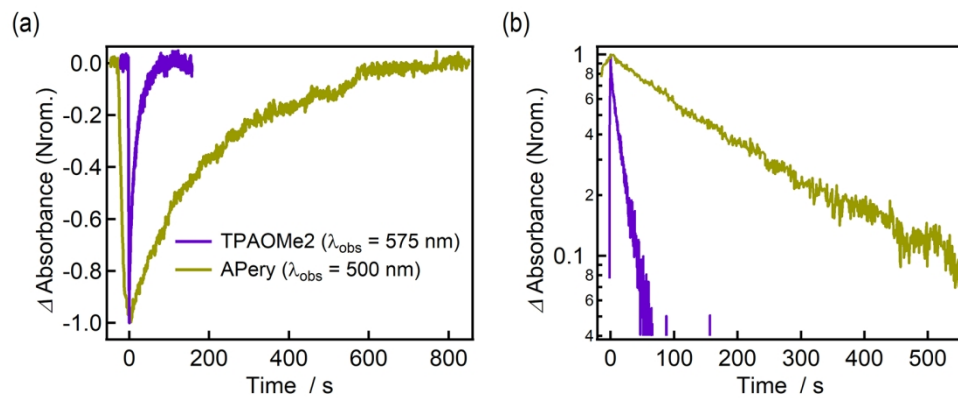 (a)
Δ Absorbance (Nrom.)
0.0
-0.2
-0.4
-0.6
-0.8
-1.0
TPAOMe2 (λobs = 575 nm)
APery (λobs = 500 nm)
0 200 400 600 800
Time / s
(b)
Δ Absorbance (Nrom.)
1
8
6
4
2
0.1
8
6
4
0 100 200 300 400 500
Time / s